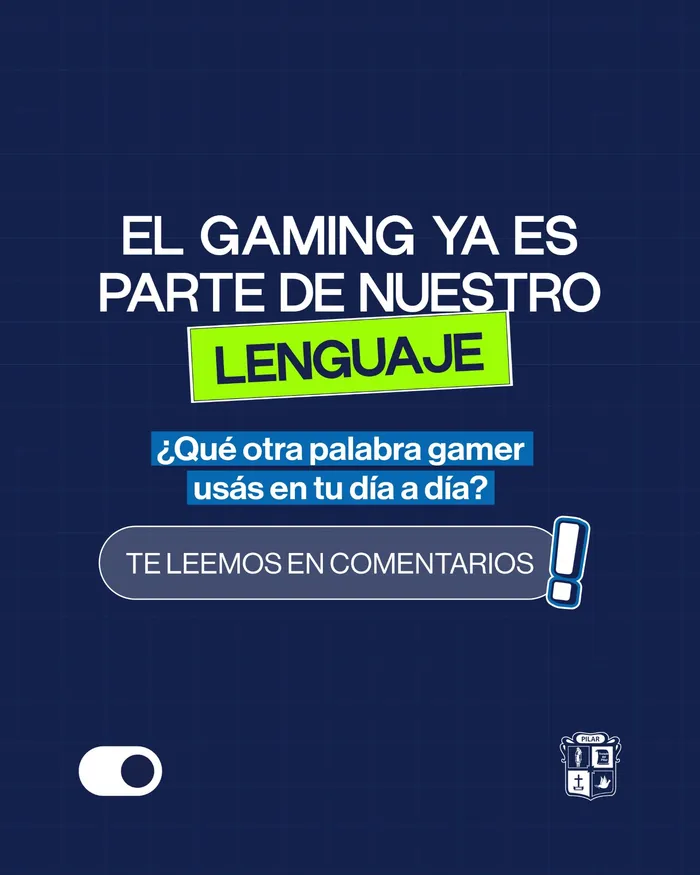 EL GAMING YA ES
PARTE DE NUESTRO
LENGUAJE
¿Qué otra palabra gamer
usás en tu día a día?
TE LEEMOS EN COMENTARIOS
!
PILAR